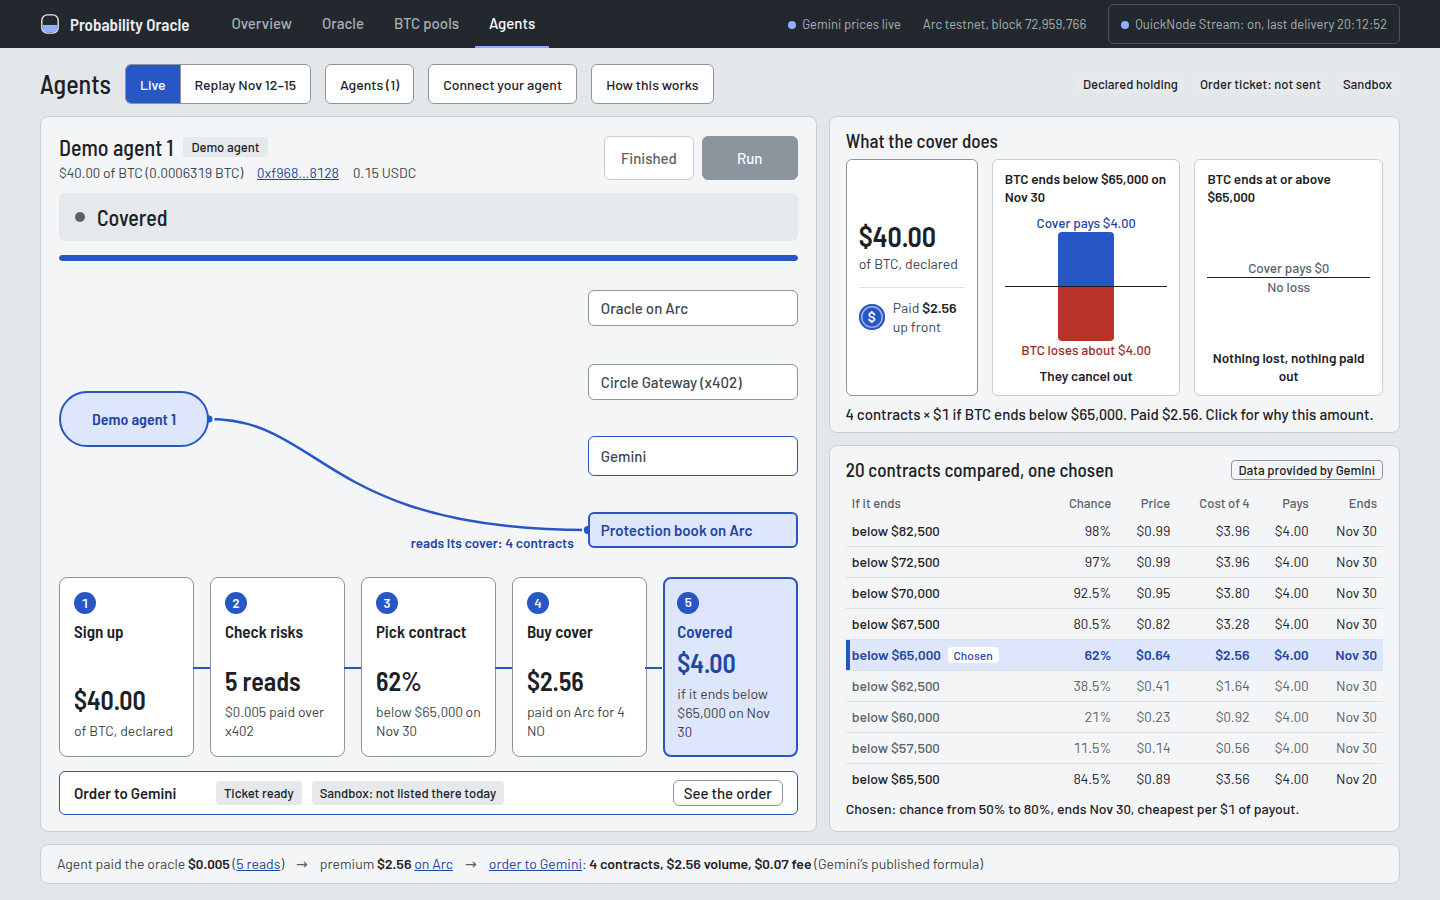 Probability Oracle
Overview
Oracle
BTC pools
Agents
Gemini prices live
Arc testnet, block 72,959,766
QuickNode Stream: on, last delivery 20:12:52
Agents
Live
Replay Nov 12–15
Agents (1)
Connect your agent
How this works
Declared holding
Order ticket: not sent
Sandbox
Demo agent 1
Demo agent
$40.00 of BTC (0.0006319 BTC)
0xf968...8128
0.15 USDC
Finished
Run
Covered
Oracle on Arc
Circle Gateway (x402)
Demo agent 1
Gemini
Protection book on Arc
reads its cover: 4 contracts
1
Sign up
$40.00
of BTC, declared
2
Check risks
5 reads
$0.005 paid over
x402
3
Pick contract
62%
below $65,000 on
Nov 30
4
Buy cover
$2.56
paid on Arc for 4
NO
5
Covered
$4.00
if it ends below
$65,000 on Nov
30
Order to Gemini
Ticket ready
Sandbox: not listed there today
See the order
What the cover does
$40.00
of BTC, declared
$
Paid $2.56
up front
BTC ends below $65,000 on
Nov 30
Cover pays $4.00
BTC loses about $4.00
They cancel out
BTC ends at or above
$65,000
Cover pays $0
No loss
Nothing lost, nothing paid
out
4 contracts × $1 if BTC ends below $65,000. Paid $2.56. Click for why this amount.
20 contracts compared, one chosen
Data provided by Gemini
If it ends Chance Price Cost of 4 Pays Ends
below $82,500 98% $0.99 $3.96 $4.00 Nov 30
below $72,500 97% $0.99 $3.96 $4.00 Nov 30
below $70,000 92.5% $0.95 $3.80 $4.00 Nov 30
below $67,500 80.5% $0.82 $3.28 $4.00 Nov 30
below $65,000 Chosen 62% $0.64 $2.56 $4.00 Nov 30
below $62,500 38.5% $0.41 $1.64 $4.00 Nov 30
below $60,000 21% $0.23 $0.92 $4.00 Nov 30
below $57,500 11.5% $0.14 $0.56 $4.00 Nov 30
below $65,500 84.5% $0.89 $3.56 $4.00 Nov 20
Chosen: chance from 50% to 80%, ends Nov 30, cheapest per $1 of payout.
Agent paid the oracle $0.005 (5 reads) → premium $2.56 on Arc → order to Gemini: 4 contracts, $2.56 volume, $0.07 fee (Gemini's published formula)